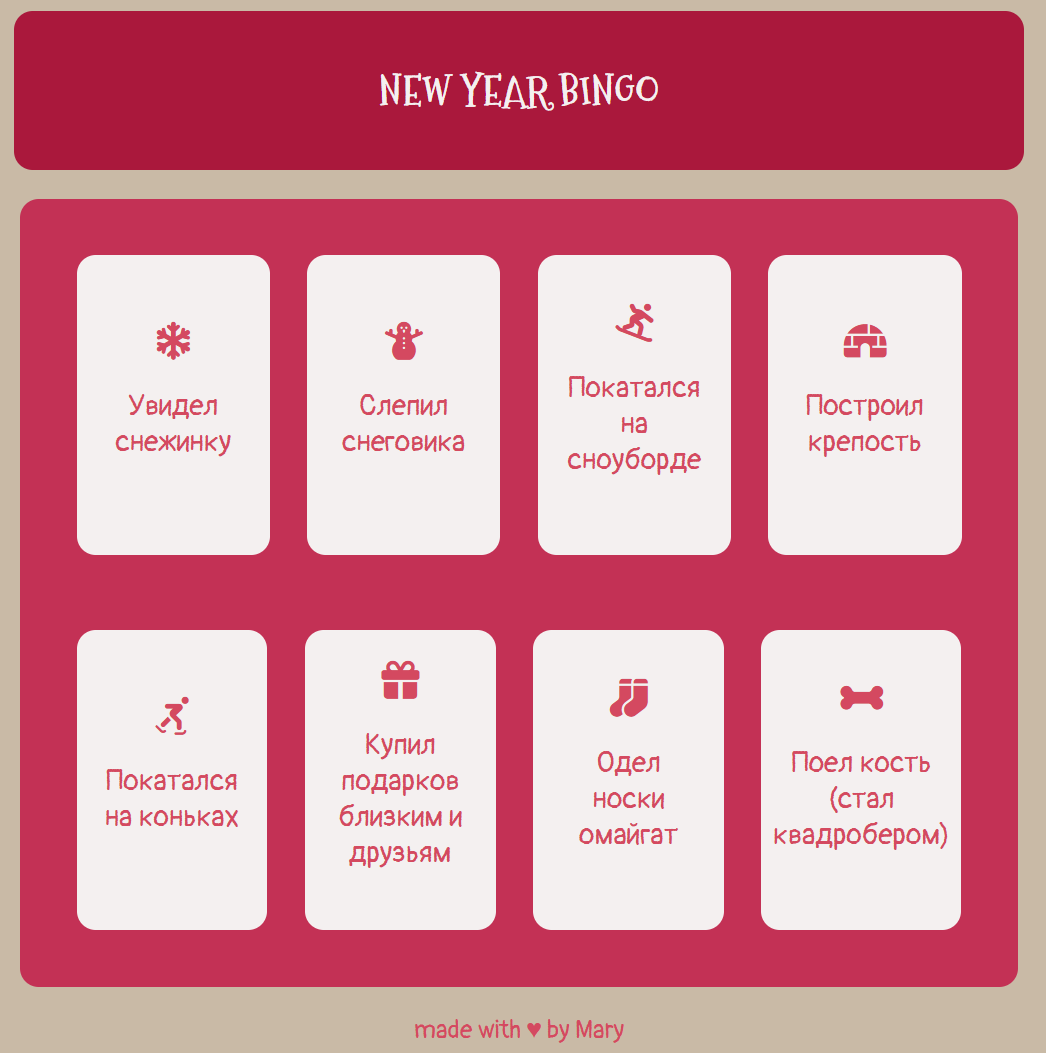 NEW YEAR BINGO
Увидел
снежинку
Слепил
снеговика
Покатался
на
сноуборде
Построил
крепость
Покатался
на коньках
Купил
подарков
близким и
друзьям
Одел
носки
омайгат
Поел кость
(стал
квадробером)
made with ♥ by Mary